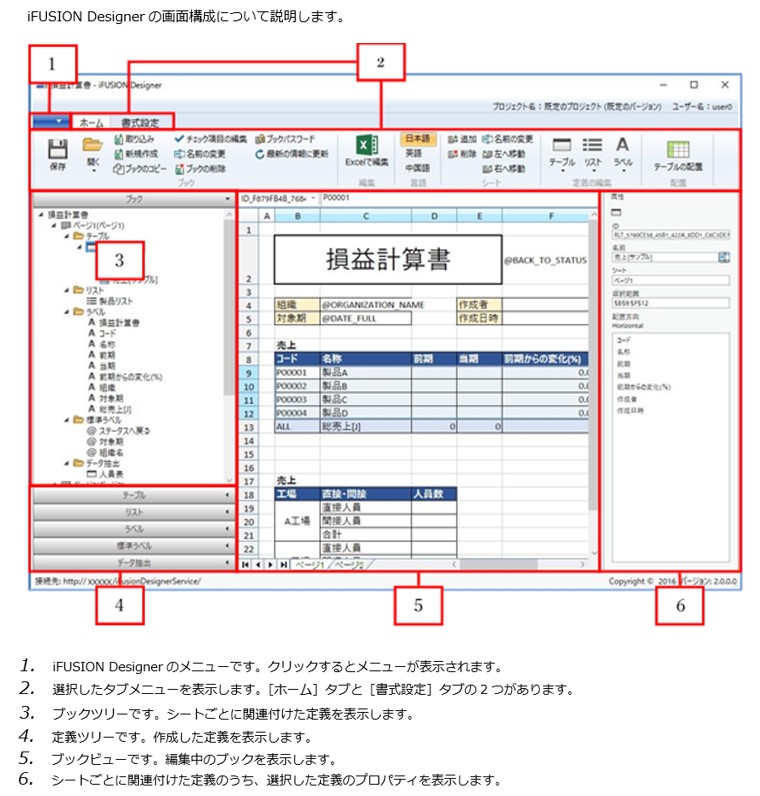 iFUSION Designer の画面構成について説明します。
1
2
損益計算書 - iFUSION Designer
プロジェクト名：既定のプロジェクト (既定のバージョン) ユーザー名：user0
ホーム 書式設定
保存
開く
取り込み
新規作成
ブックのコピー
チェック項目の編集
名前の変更
ブックの削除
ブックパスワード
最新の情報に更新
ブック
Excelで編集
編集
日本語
英語
中国語
言語
追加 名前の変更
削除 左へ移動
右へ移動
シート
テーブル リスト ラベル
定義の編集
テーブルの配置
配置
ブック
損益計算書
ページ1(ページ1)
テーブル
3
売上[サンプル]
リスト
製品リスト
ラベル
損益計算書
コード
名称
前期
当期
前期からの変化(%)
組織
対象期
総売上[J]
標準ラベル
ステータスへ戻る
対象期
組織名
データ抽出
人員表
テーブル
リスト
ラベル
標準ラベル
データ抽出
P00001
A B C D E F
1
2 損益計算書 @BACK_TO_STATUS
3
4 組織 @ORGANIZATION_NAME 作成者
5 対象期 @DATE_FULL 作成日時
6
7 売上
8 コード 名称 前期 当期 前期からの変化(%)
9 P00001 製品A
10 P00002 製品B
11 P00003 製品C
12 P00004 製品D
13 ALL 総売上[J] 0 0
14
15
16
17 売上
18 工場 直接・間接 人員数
19 直接人員
20 A工場 間接人員
21 合計
22 直接人員
ページ1 ページ2
属性
ID
名前
売上[サンプル]
シート
ページ1
選択範囲
$B$9:$F$12
配置方向
Horizontal
コード
名称
前期
当期
前期からの変化(%)
作成者
作成日時
接続先: http:// XXXXX/iFusionDesignerService/
Copyright © 2016 バージョン: 2.0.0.0
4
5
6
1. iFUSION Designer のメニューです。クリックするとメニューが表示されます。
2. 選択したタブメニューを表示します。［ホーム］タブと［書式設定］タブの２つがあります。
3. ブックツリーです。シートごとに関連付けた定義を表示します。
4. 定義ツリーです。作成した定義を表示します。
5. ブックビューです。編集中のブックを表示します。
6. シートごとに関連付けた定義のうち、選択した定義のプロパティを表示します。